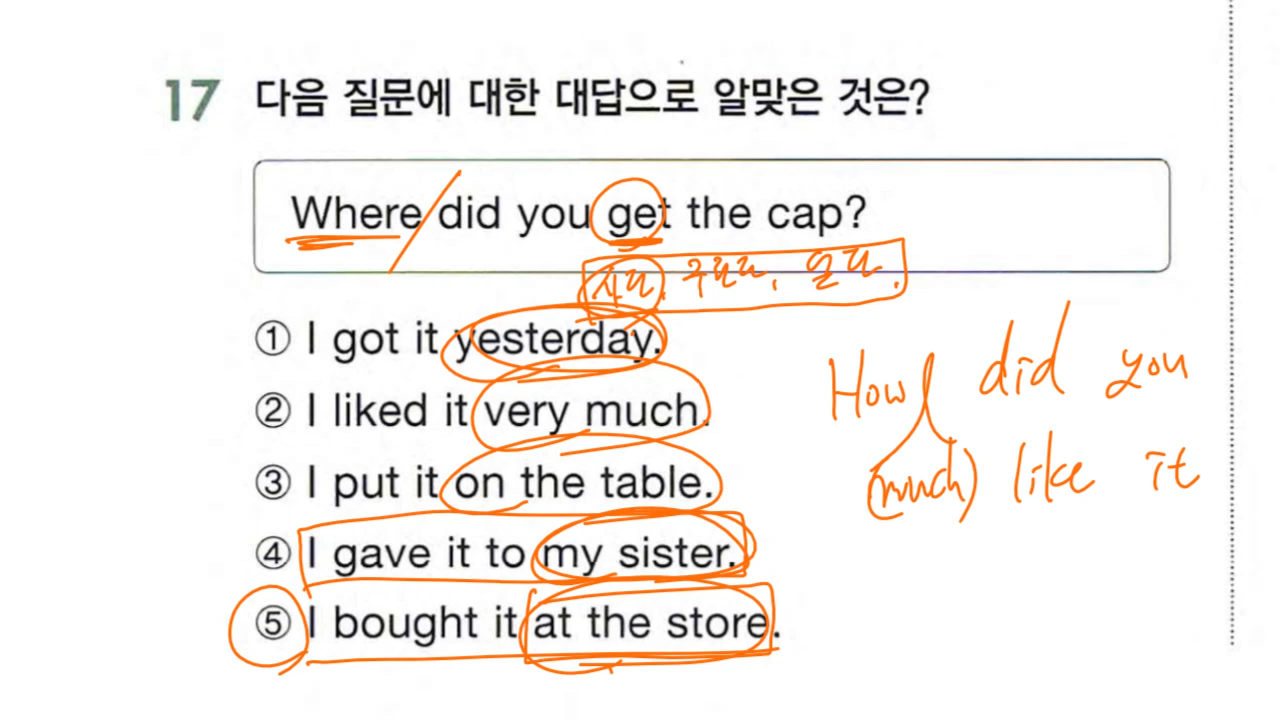 17 다음 질문에 대한 대답으로 알맞은 것은?
Where did you get the cap?
사다, 구하다, 얻다.
① I got it yesterday.
② I liked it very much.
③ I put it on the table.
④ I gave it to my sister.
⑤ I bought it at the store.
How did you
(much) like it